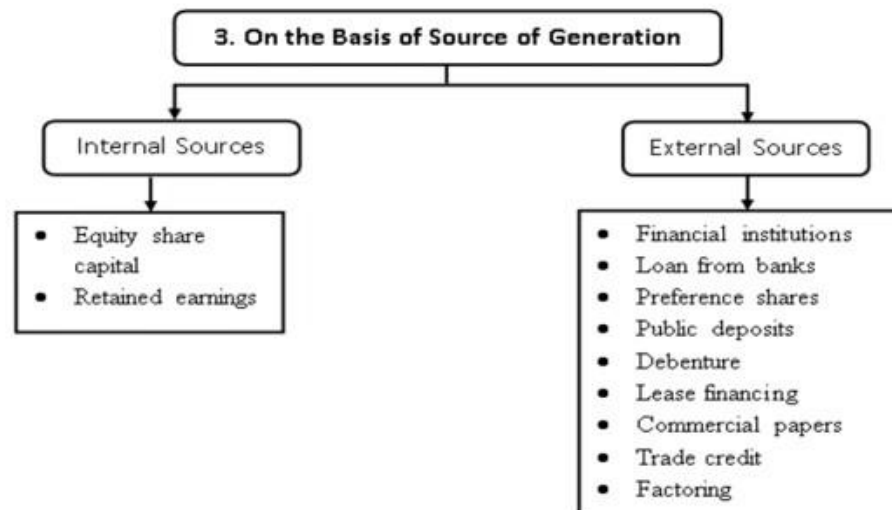 3. On the Basis of Source of Generation
Internal Sources
External Sources
• Equity share
capital
• Retained earnings
• Financial institutions
• Loan from banks
• Preference shares
• Public deposits
• Debenture
• Lease financing
• Commercial papers
• Trade credit
• Factoring